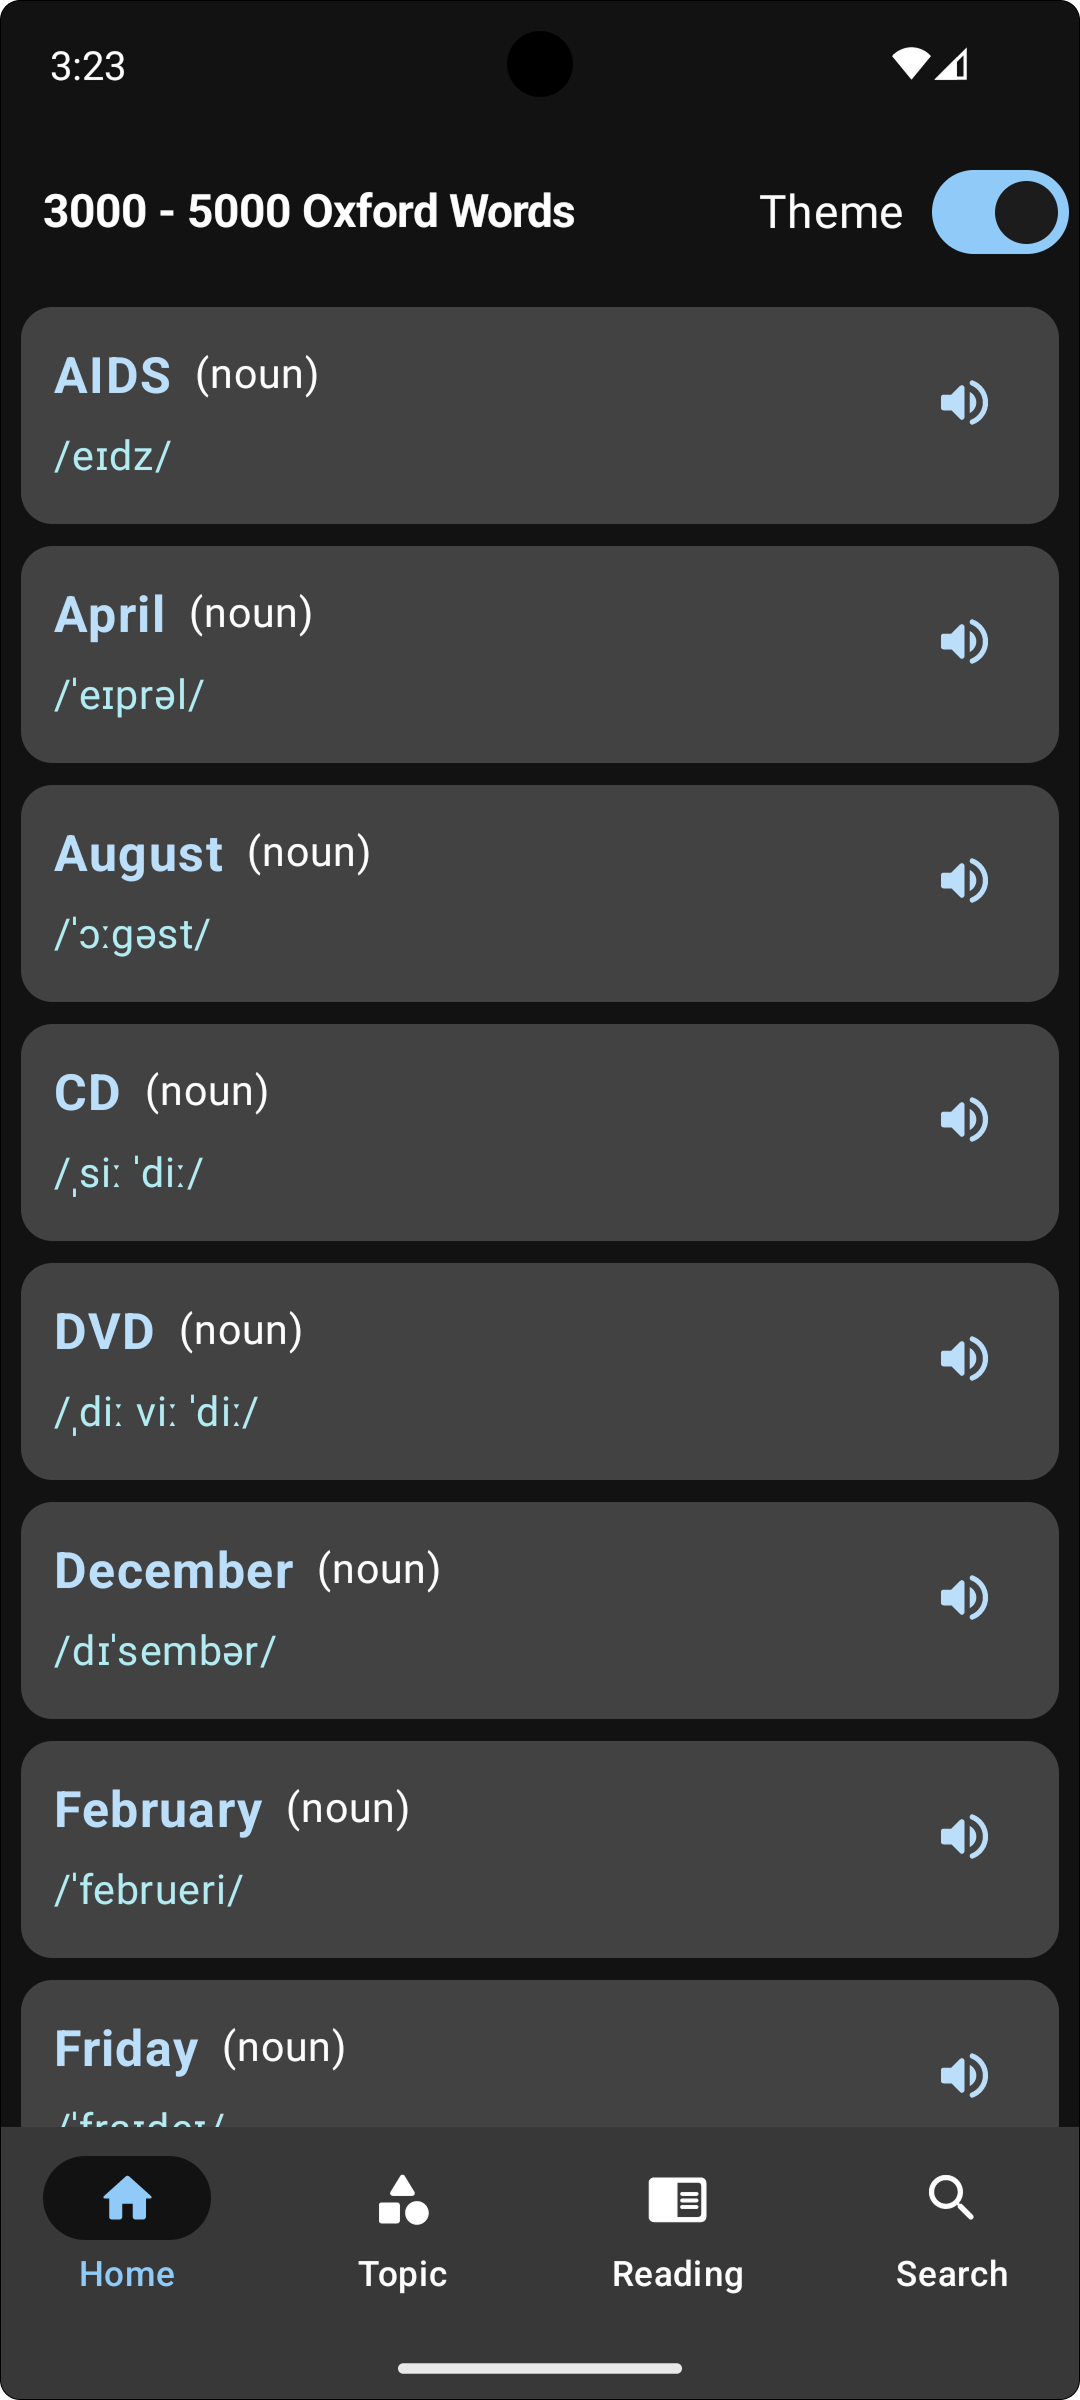 3:23
3000 - 5000 Oxford Words Theme
AIDS (noun)
/eɪdz/
April (noun)
/ˈeɪprəl/
August (noun)
/ˈɔːɡəst/
CD (noun)
/ˌsiː ˈdiː/
DVD (noun)
/ˌdiː viː ˈdiː/
December (noun)
/dɪˈsembər/
February (noun)
/ˈfebrueri/
Friday (noun)
Home Topic Reading Search